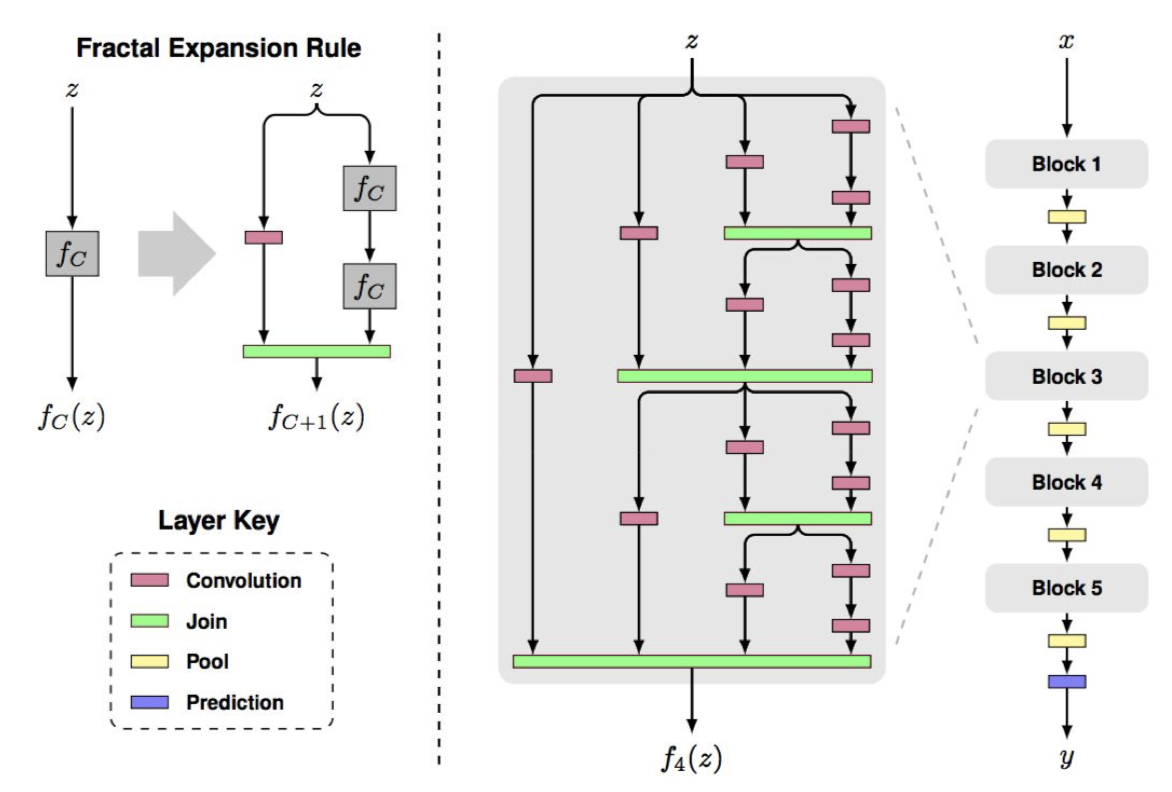 Fractal Expansion Rule
z
z
f_C
f_C
f_C
f_C(z)
f_{C+1}(z)
Layer Key
Convolution
Join
Pool
Prediction
z
f_4(z)
x
Block 1
Block 2
Block 3
Block 4
Block 5
y